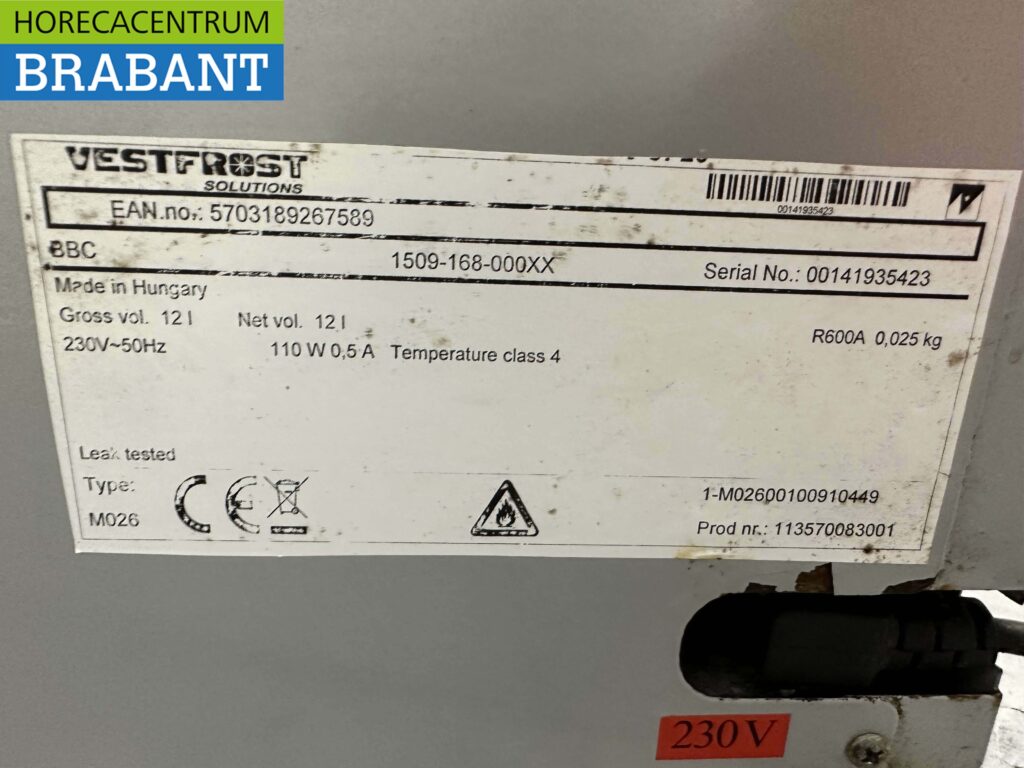 HORECACENTRUM
BRABANT
VESTFROST
SOLUTIONS
00141935423
EAN.no.: 5703189267589
BBC 1509-168-000XX Serial No.: 00141935423
Made in Hungary
Gross vol. 12 l Net vol. 12 l R600A 0,025 kg
230V~50Hz 110 W 0,5 A Temperature class 4
Leak tested
Type: 1-M02600100910449
M026 Prod nr.: 113570083001
CE
230V